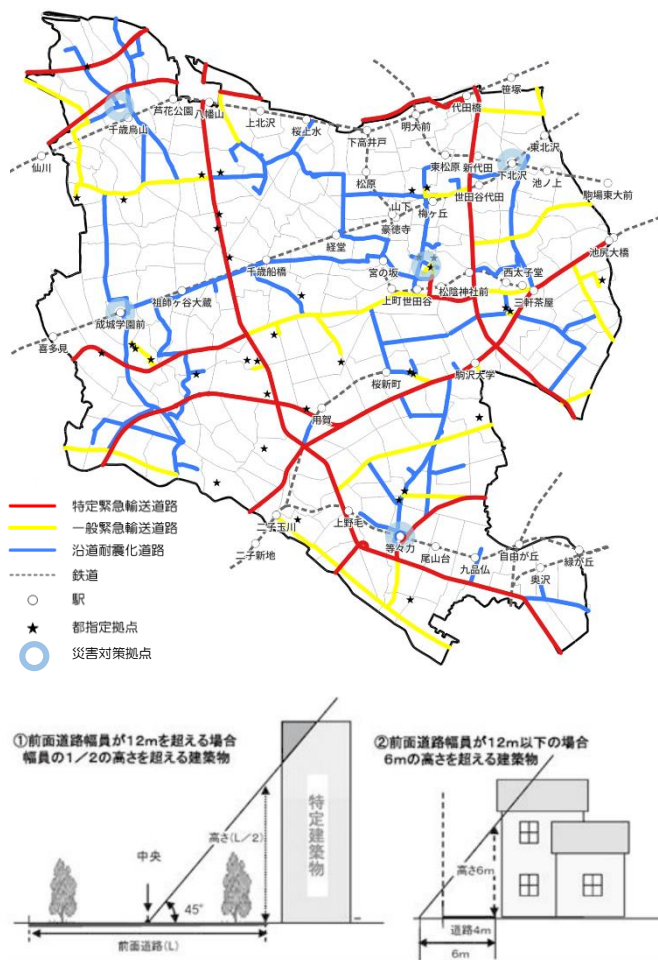 笹塚
代田橋
芦花公園
八幡山
上北沢
桜上水
千歳烏山
明大前
下高井戸
東北沢
仙川
東松原
新代田
下北沢
池ノ上
松原
世田谷代田
駒場東大前
山下
梅ヶ丘
豪徳寺
経堂
池尻大橋
千歳船橋
宮の坂
西太子堂
祖師ヶ谷大蔵
上町
世田谷
松陰神社前
三軒茶屋
成城学園前
喜多見
桜新町
駒沢大学
用賀
特定緊急輸送道路
一般緊急輸送道路
沿道耐震化道路
鉄道
駅
都指定拠点
災害対策拠点
二子玉川
上野毛
二子新地
等々力
尾山台
九品仏
自由が丘
緑が丘
奥沢
①前面道路幅員が12mを超える場合
幅員の1/2の高さを超える建築物
特定建築物
高さ(L/2)
中央
45°
前面道路(L)
②前面道路幅員が12m以下の場合
6mの高さを超える建築物
高さ6m
道路4m
6m